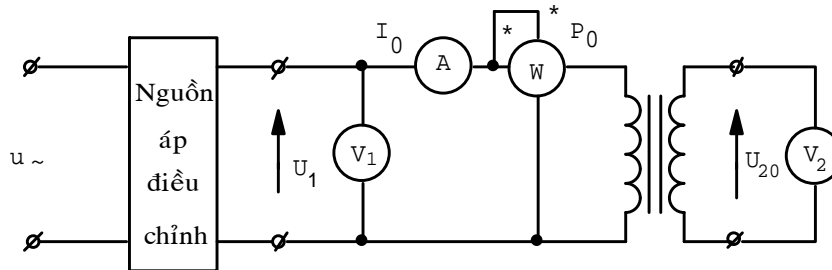 I₀
*
*
P₀
A
W
Nguồn
áp
điều
chỉnh
u ~
U₁
V₁
U₂₀
V₂